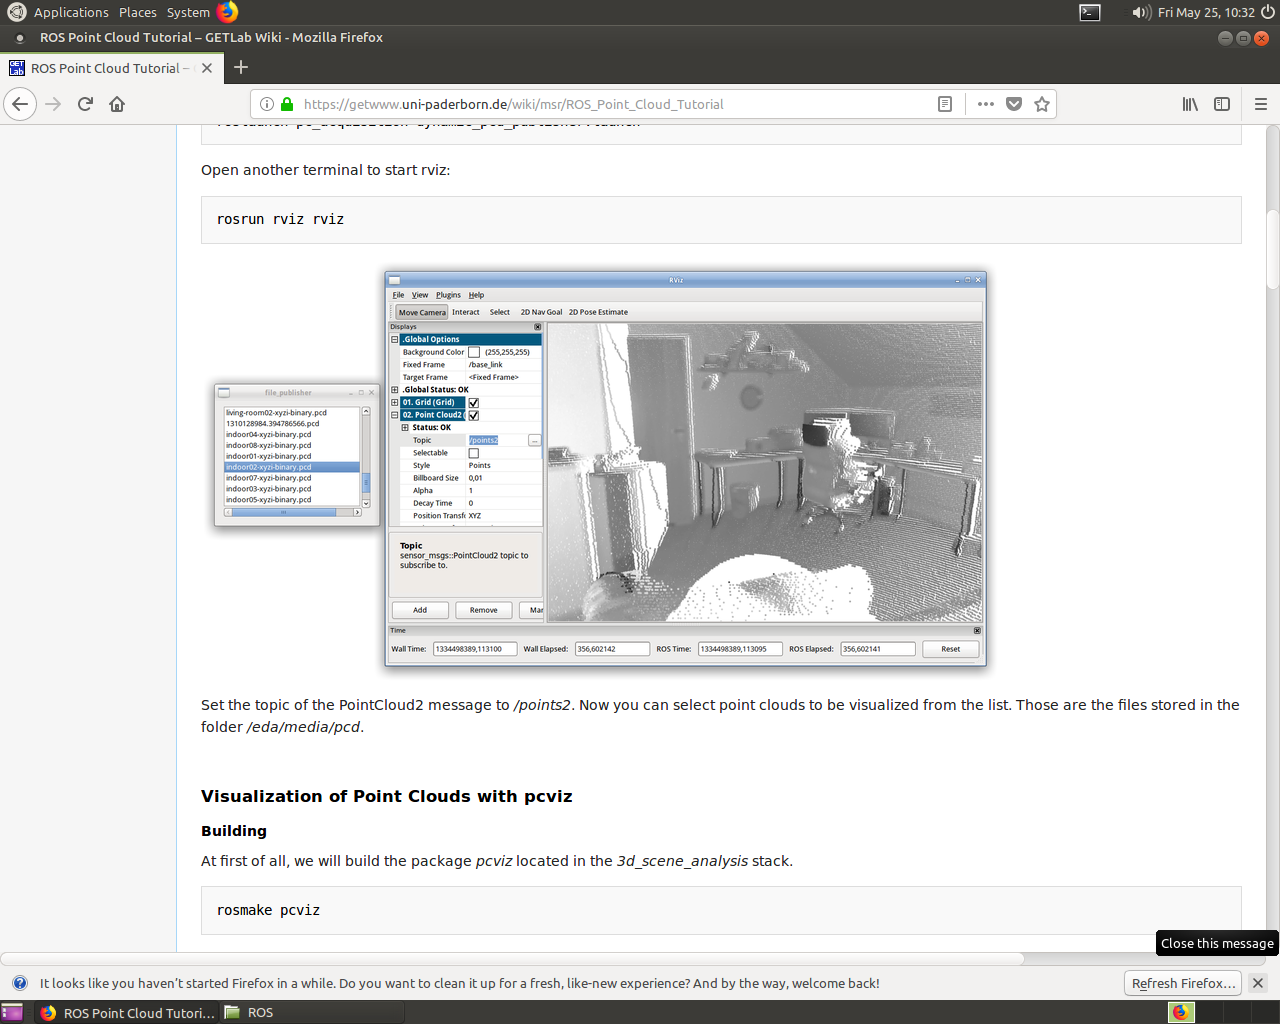 Applications Places System
Fri May 25, 10:32
ROS Point Cloud Tutorial – GETLab Wiki - Mozilla Firefox
GET Lab
ROS Point Cloud Tutorial –
https://getwww.uni-paderborn.de/wiki/msr/ROS_Point_Cloud_Tutorial
Open another terminal to start rviz:
rosrun rviz rviz
RViz
File View Plugins Help
Move Camera Interact Select 2D Nav Goal 2D Pose Estimate
Displays
.Global Options
Background Color (255,255,255)
Fixed Frame /base_link
Target Frame <Fixed Frame>
.Global Status: OK
01. Grid (Grid)
02. Point Cloud2 (
Status: OK
Topic /points2 ...
Selectable
Style Points
Billboard Size 0,01
Alpha 1
Decay Time 0
Position Transf XYZ
Topic
sensor_msgs::PointCloud2 topic to
subscribe to.
Add Remove Mar
Time
Wall Time: 1334498389,113100 Wall Elapsed: 356,602142 ROS Time: 1334498389,113095 ROS Elapsed: 356,602141 Reset
file_publisher
living-room02-xyzi-binary.pcd
1310128984.394786566.pcd
indoor04-xyzi-binary.pcd
indoor08-xyzi-binary.pcd
indoor01-xyzi-binary.pcd
indoor02-xyzi-binary.pcd
indoor07-xyzi-binary.pcd
indoor03-xyzi-binary.pcd
indoor05-xyzi-binary.pcd
Set the topic of the PointCloud2 message to /points2. Now you can select point clouds to be visualized from the list. Those are the files stored in the
folder /eda/media/pcd.
Visualization of Point Clouds with pcviz
Building
At first of all, we will build the package pcviz located in the 3d_scene_analysis stack.
rosmake pcviz
Close this message
It looks like you haven't started Firefox in a while. Do you want to clean it up for a fresh, like-new experience? And by the way, welcome back!
Refresh Firefox…
ROS Point Cloud Tutori...
ROS